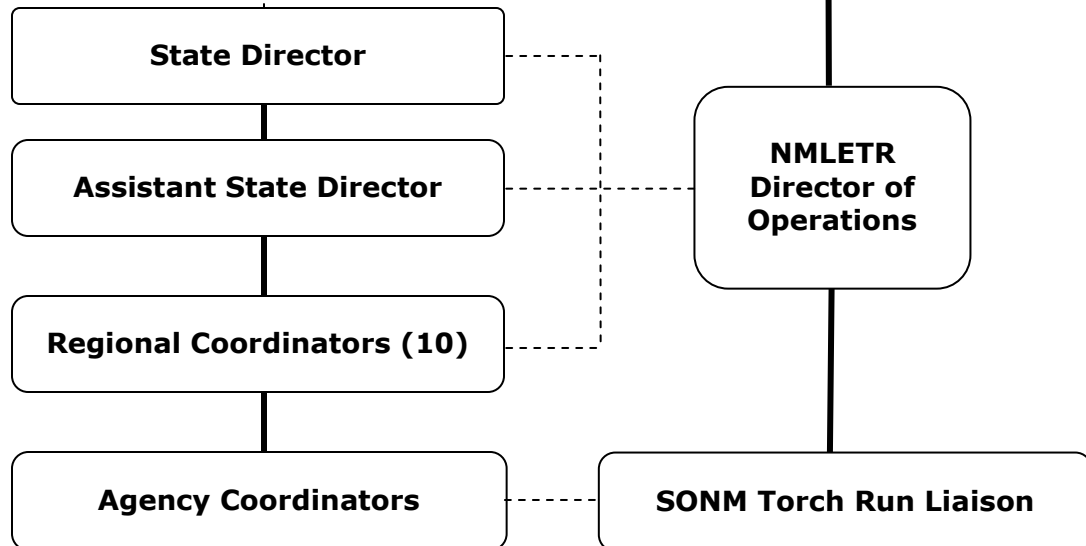 State Director
Assistant State Director
NMLETR
Director of
Operations
Regional Coordinators (10)
Agency Coordinators
SONM Torch Run Liaison